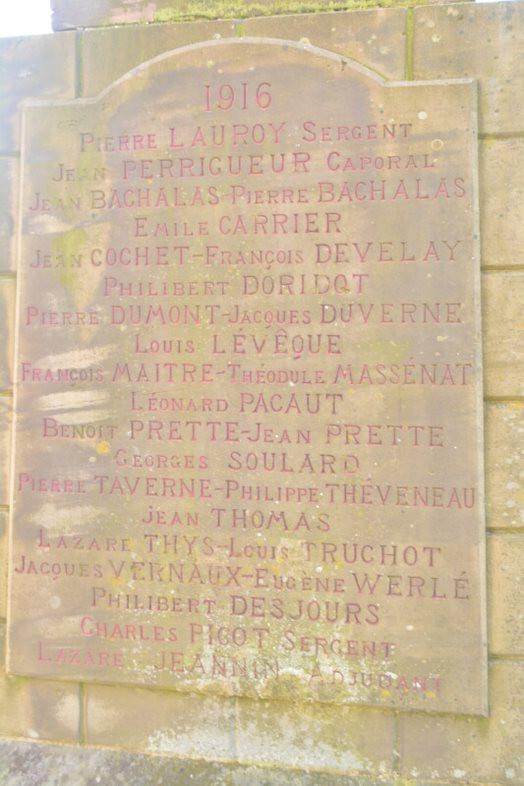 1916
PIERRE LAUROY SERGENT
JEAN PERRIGUEUR CAPORAL
JEAN BACHALAS-PIERRE BACHALAS
EMILE CARRIER
JEAN COCHET-FRANÇOIS DEVELAY
PHILIBERT DORIDOT
PIERRE DUMONT-JACQUES DUVERNE
LOUIS LÉVÊQUE
FRANÇOIS MAITRE-THÉODULE MASSÉNAT
LÉONARD PACAUT
BENOIT PRETTE-JEAN PRETTE
GEORGES SOULARD
PIERRE TAVERNE-PHILIPPE THÉVENEAU
JEAN THOMAS
LAZARE THYS-LOUIS TRUCHOT
JACQUES VERNAUX-EUGÈNE WERLÉ
PHILIBERT DESJOURS
CHARLES PIGOT SERGENT
LAZARE JEANNIN ADJUDANT